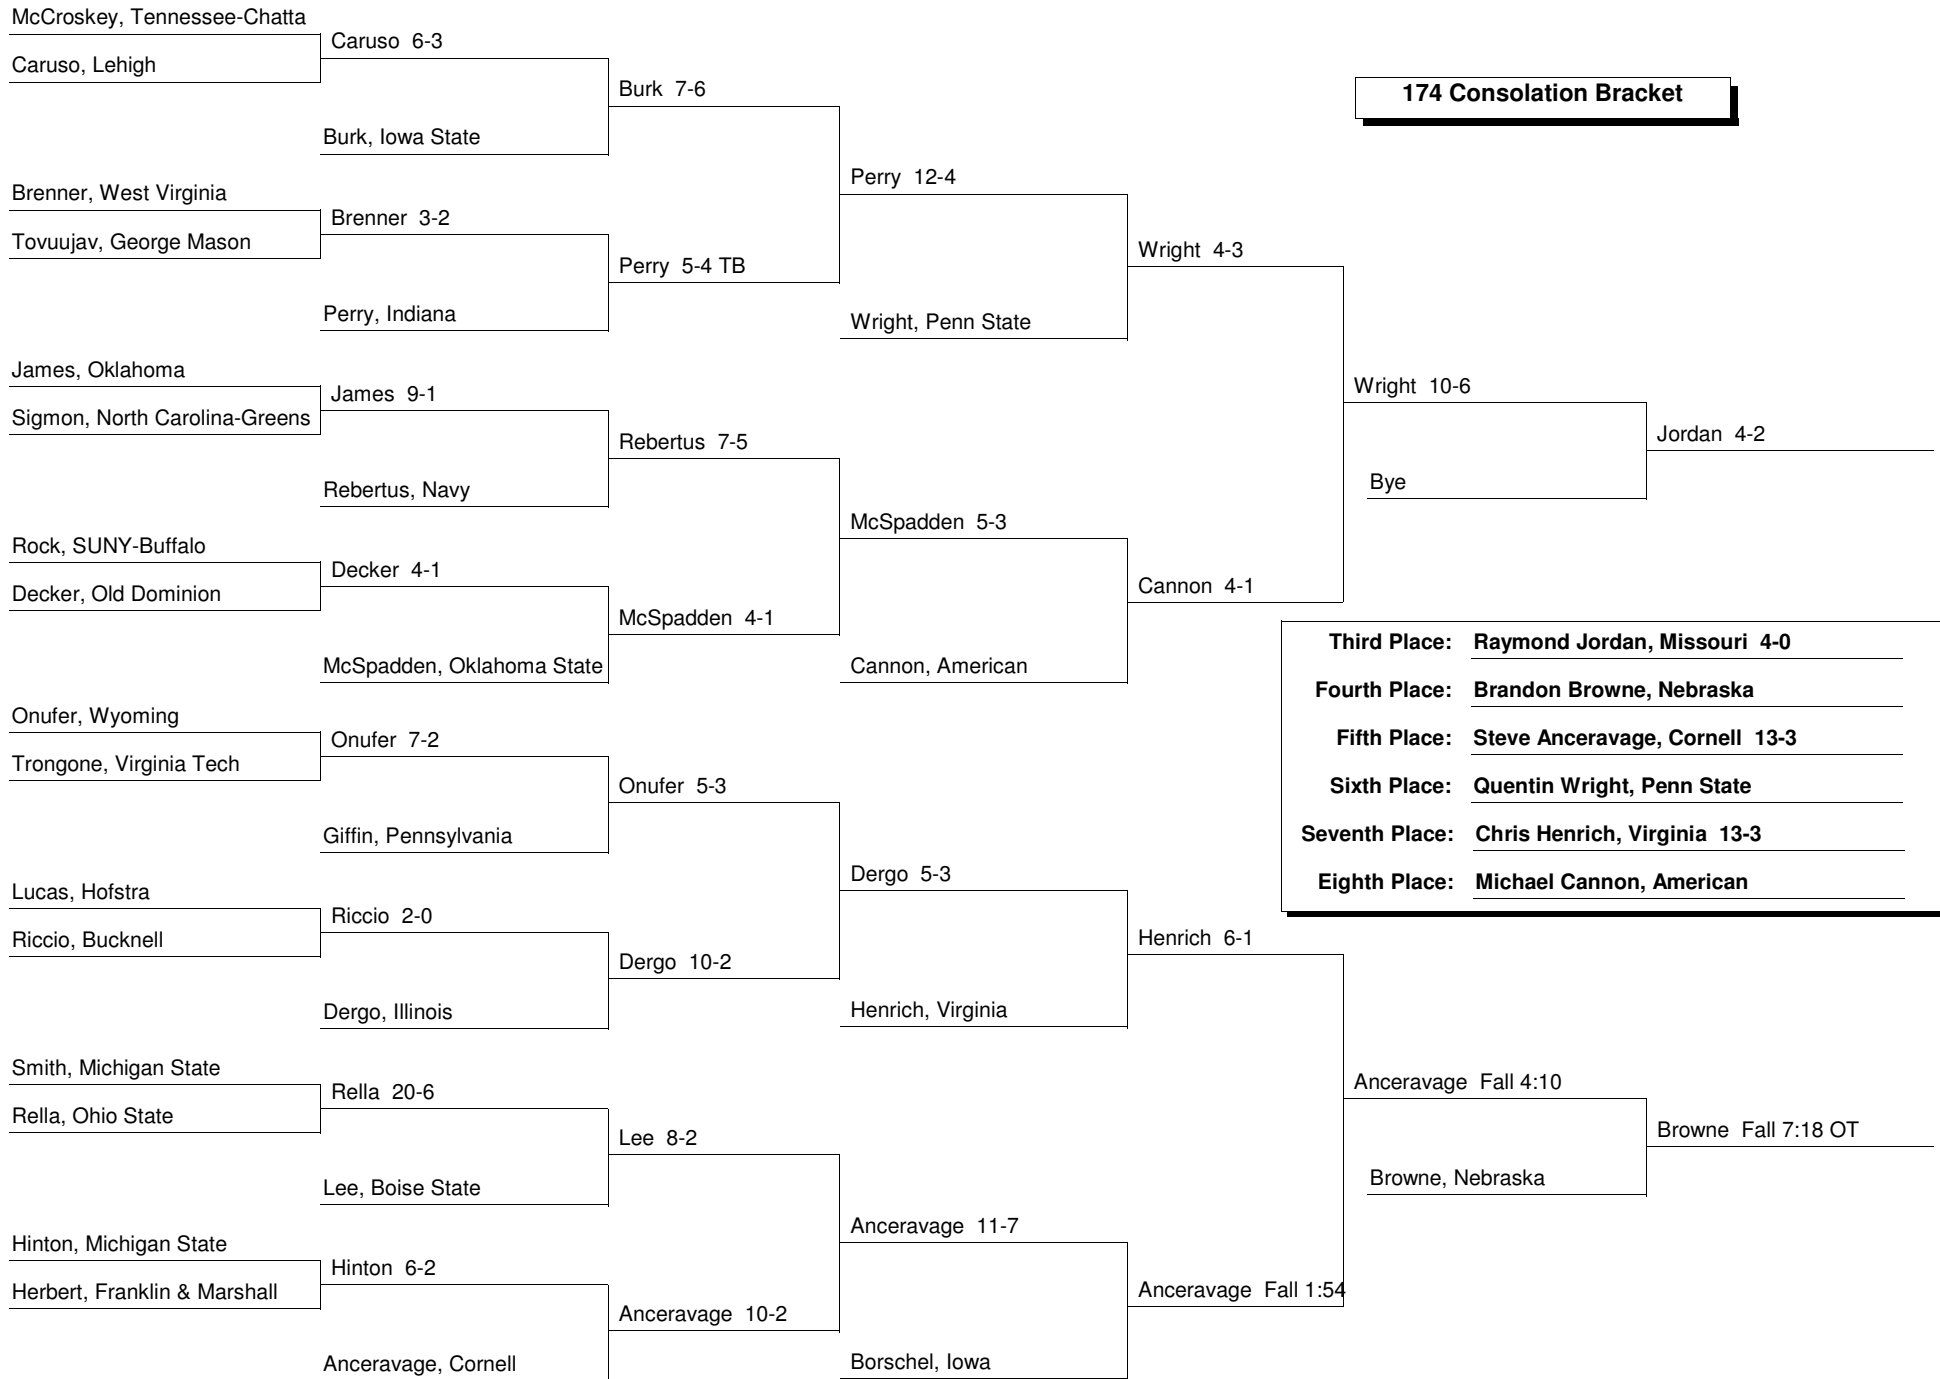 174 Consolation Bracket
McCroskey, Tennessee-Chatta
Caruso, Lehigh
Brenner, West Virginia
Tovuujav, George Mason
James, Oklahoma
Sigmon, North Carolina-Greens
Rock, SUNY-Buffalo
Decker, Old Dominion
Onufer, Wyoming
Trongone, Virginia Tech
Lucas, Hofstra
Riccio, Bucknell
Smith, Michigan State
Rella, Ohio State
Hinton, Michigan State
Herbert, Franklin & Marshall
Caruso 6-3
Burk, Iowa State
Brenner 3-2
Perry, Indiana
James 9-1
Rebertus, Navy
Decker 4-1
McSpadden, Oklahoma State
Onufer 7-2
Giffin, Pennsylvania
Riccio 2-0
Dergo, Illinois
Rella 20-6
Lee, Boise State
Hinton 6-2
Anceravage, Cornell
Burk 7-6
Perry 5-4 TB
Rebertus 7-5
McSpadden 4-1
Onufer 5-3
Dergo 10-2
Lee 8-2
Anceravage 10-2
Perry 12-4
Wright, Penn State
McSpadden 5-3
Cannon, American
Dergo 5-3
Henrich, Virginia
Anceravage 11-7
Borschel, Iowa
Wright 4-3
Cannon 4-1
Henrich 6-1
Anceravage Fall 1:54
Wright 10-6
Bye
Anceravage Fall 4:10
Browne, Nebraska
Jordan 4-2
Browne Fall 7:18 OT
Third Place: Raymond Jordan, Missouri 4-0
Fourth Place: Brandon Browne, Nebraska
Fifth Place: Steve Anceravage, Cornell 13-3
Sixth Place: Quentin Wright, Penn State
Seventh Place: Chris Henrich, Virginia 13-3
Eighth Place: Michael Cannon, American